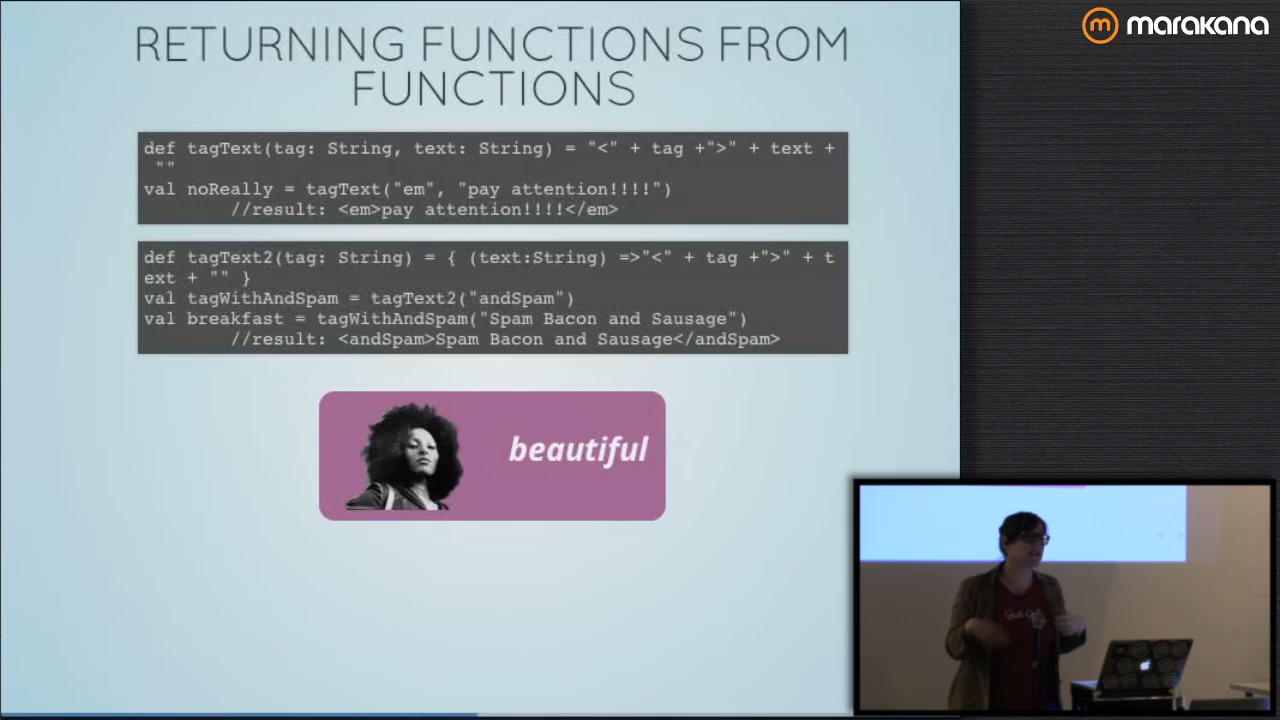 RETURNING FUNCTIONS FROM
FUNCTIONS
marakana
def tagText(tag: String, text: String) = "<" + tag +">" + text +
""
val noReally = tagText("em", "pay attention!!!!")
//result: <em>pay attention!!!!</em>
def tagText2(tag: String) = { (text:String) =>"<" + tag +">" + t
ext + "" }
val tagWithAndSpam = tagText2("andSpam")
val breakfast = tagWithAndSpam("Spam Bacon and Sausage")
//result: <andSpam>Spam Bacon and Sausage</andSpam>
beautiful